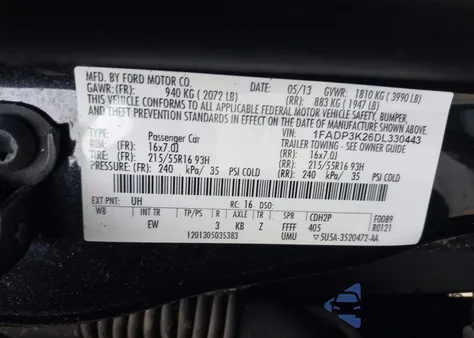 MFD. BY FORD MOTOR CO.
DATE: 05/13 GVWR: 1810 KG ( 3990 LB)
GAWR:(FR): 940 KG ( 2072 LB) (RR): 883 KG ( 1947 LB)
THIS VEHICLE CONFORMS TO ALL APPLICABLE FEDERAL MOTOR VEHICLE SAFETY, BUMPER,
AND THEFT PREVENTION STANDARDS IN EFFECT ON THE DATE OF MANUFACTURE SHOWN ABOVE.
VIN: 1FADP3K26DL330443
TYPE: Passenger Car TRAILER TOWING - SEE OWNER GUIDE
RIM: (FR): 16x7.0J (RR): 16x7.0J
TIRE: (FR): 215/55R16 93H (RR): 215/55R16 93H
PRESSURE:(FR): 240 kPa/ 35 PSI COLD (RR): 240 kPa/ 35 PSI COLD
EXT PNT: UH RC: 16 DSO: F0089
WB INT TR TP/PS R AXLE TR SPR CDH2P R0121
EW 3 KB Z FFFF 405
1201305035383 UMU 5U5A-3520472-AA